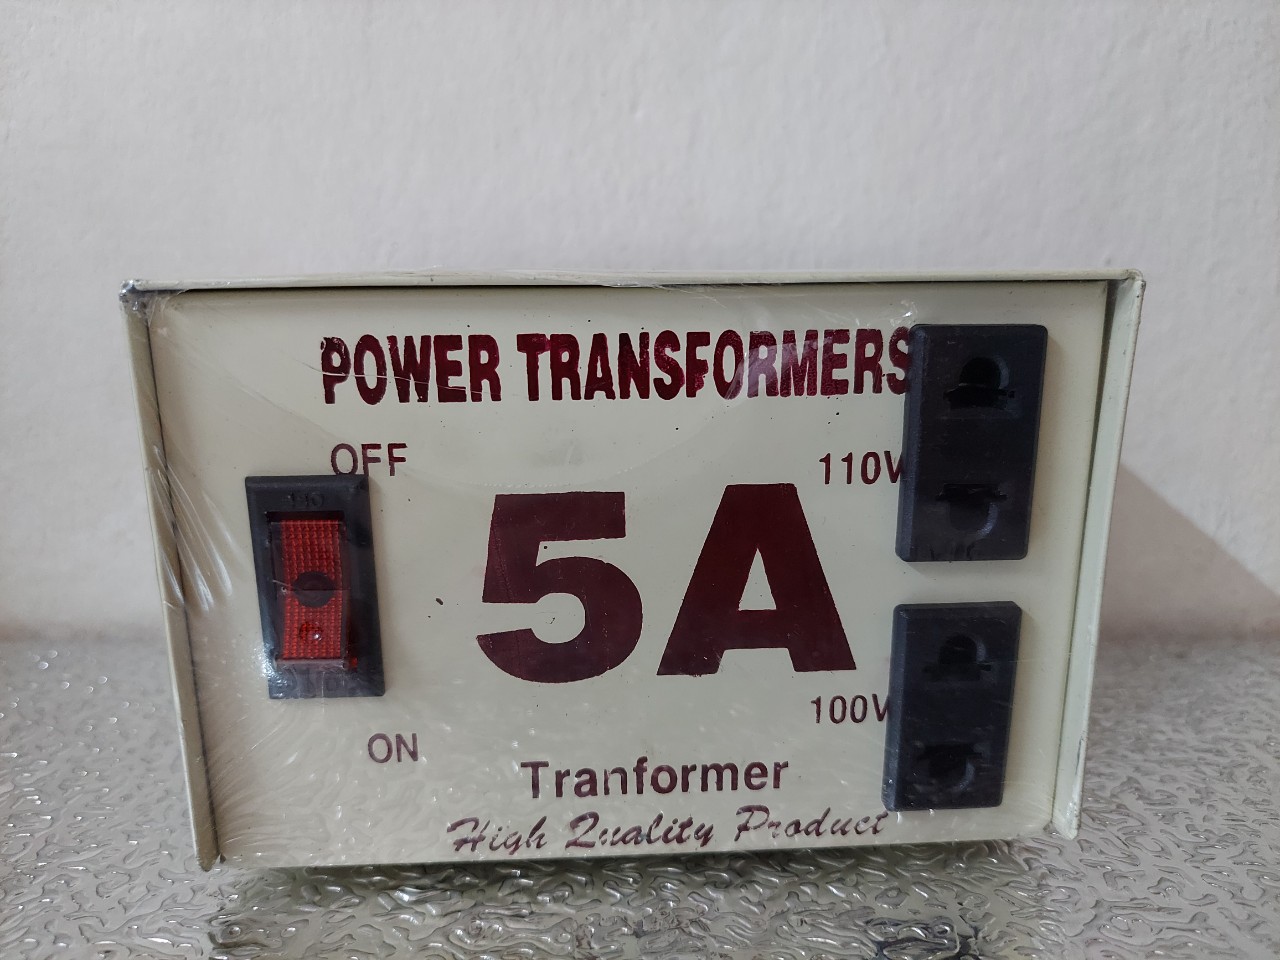 POWER TRANSFORMERS
OFF
110V
5A
100V
ON
Tranformer
High Quality Product